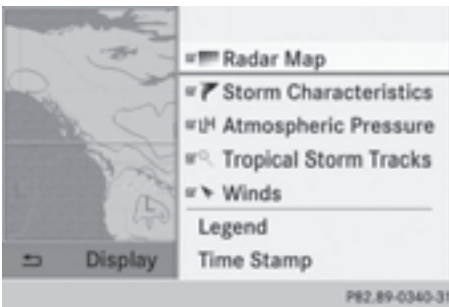 Radar Map
Storm Characteristics
Atmospheric Pressure
Tropical Storm Tracks
Winds
Legend
Display
Time Stamp
P82.89-0340-31